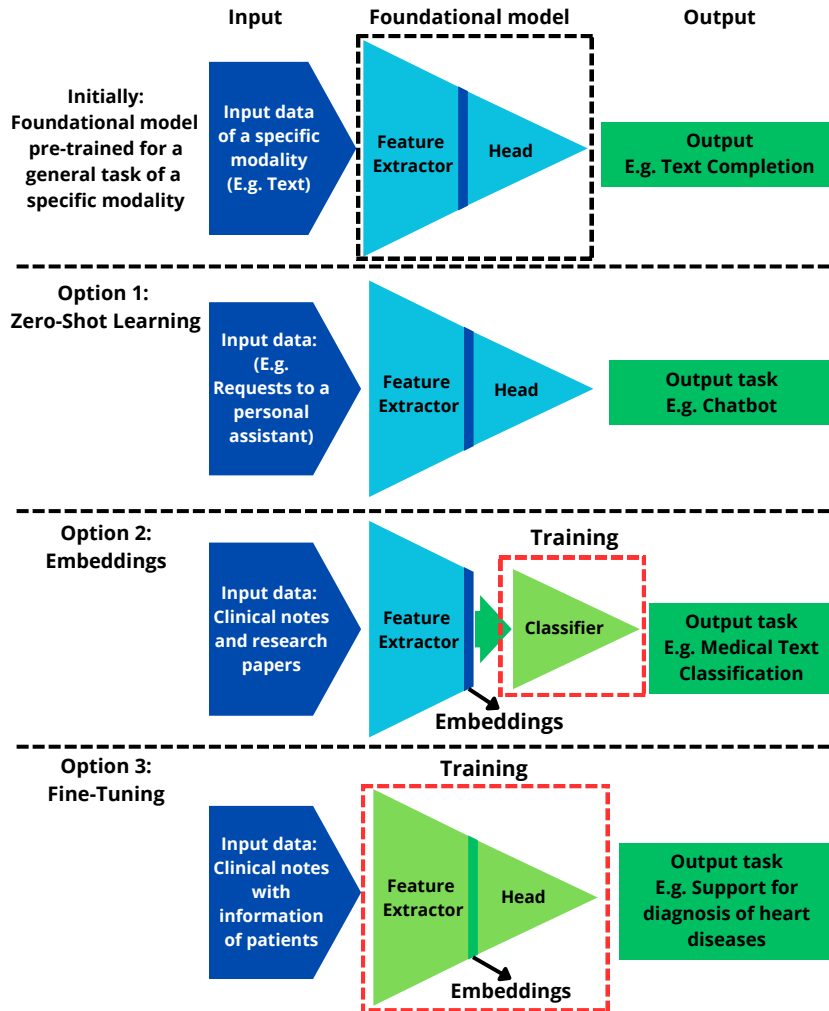 Input
Foundational model
Output
Initially:
Foundational model
pre-trained for a
general task of a
specific modality
Input data
of a specific
modality
(E.g. Text)
Feature
Extractor
Head
Output
E.g. Text Completion
Option 1:
Zero-Shot Learning
Input data:
(E.g.
Requests to a
personal
assistant)
Feature
Extractor
Head
Output task
E.g. Chatbot
Option 2:
Embeddings
Input data:
Clinical notes
and research
papers
Feature
Extractor
Embeddings
Training
Classifier
Output task
E.g. Medical Text
Classification
Option 3:
Fine-Tuning
Input data:
Clinical notes
with
information
of patients
Training
Feature
Extractor
Head
Embeddings
Output task
E.g. Support for
diagnosis of heart
diseases